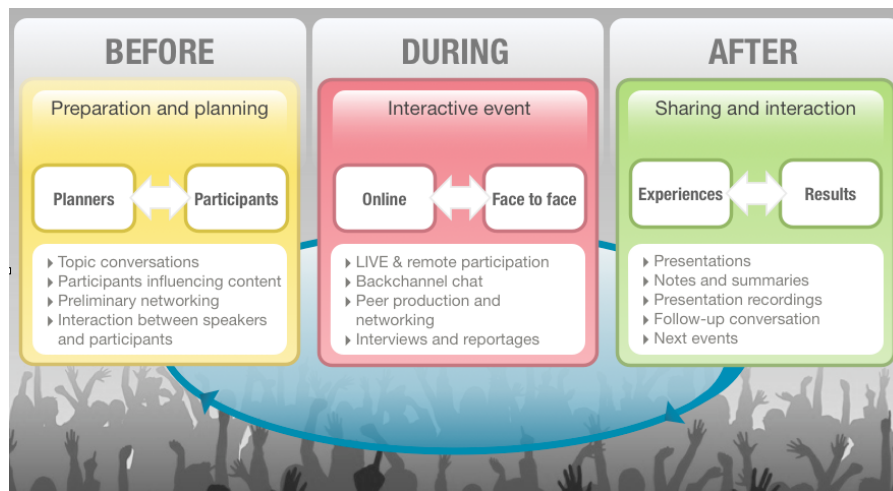 BEFORE
Preparation and planning
Planners
Participants
Topic conversations
Participants influencing content
Preliminary networking
Interaction between speakers
and participants
DURING
Interactive event
Online
Face to face
LIVE & remote participation
Backchannel chat
Peer production and
networking
Interviews and reportages
AFTER
Sharing and interaction
Experiences
Results
Presentations
Notes and summaries
Presentation recordings
Follow-up conversation
Next events